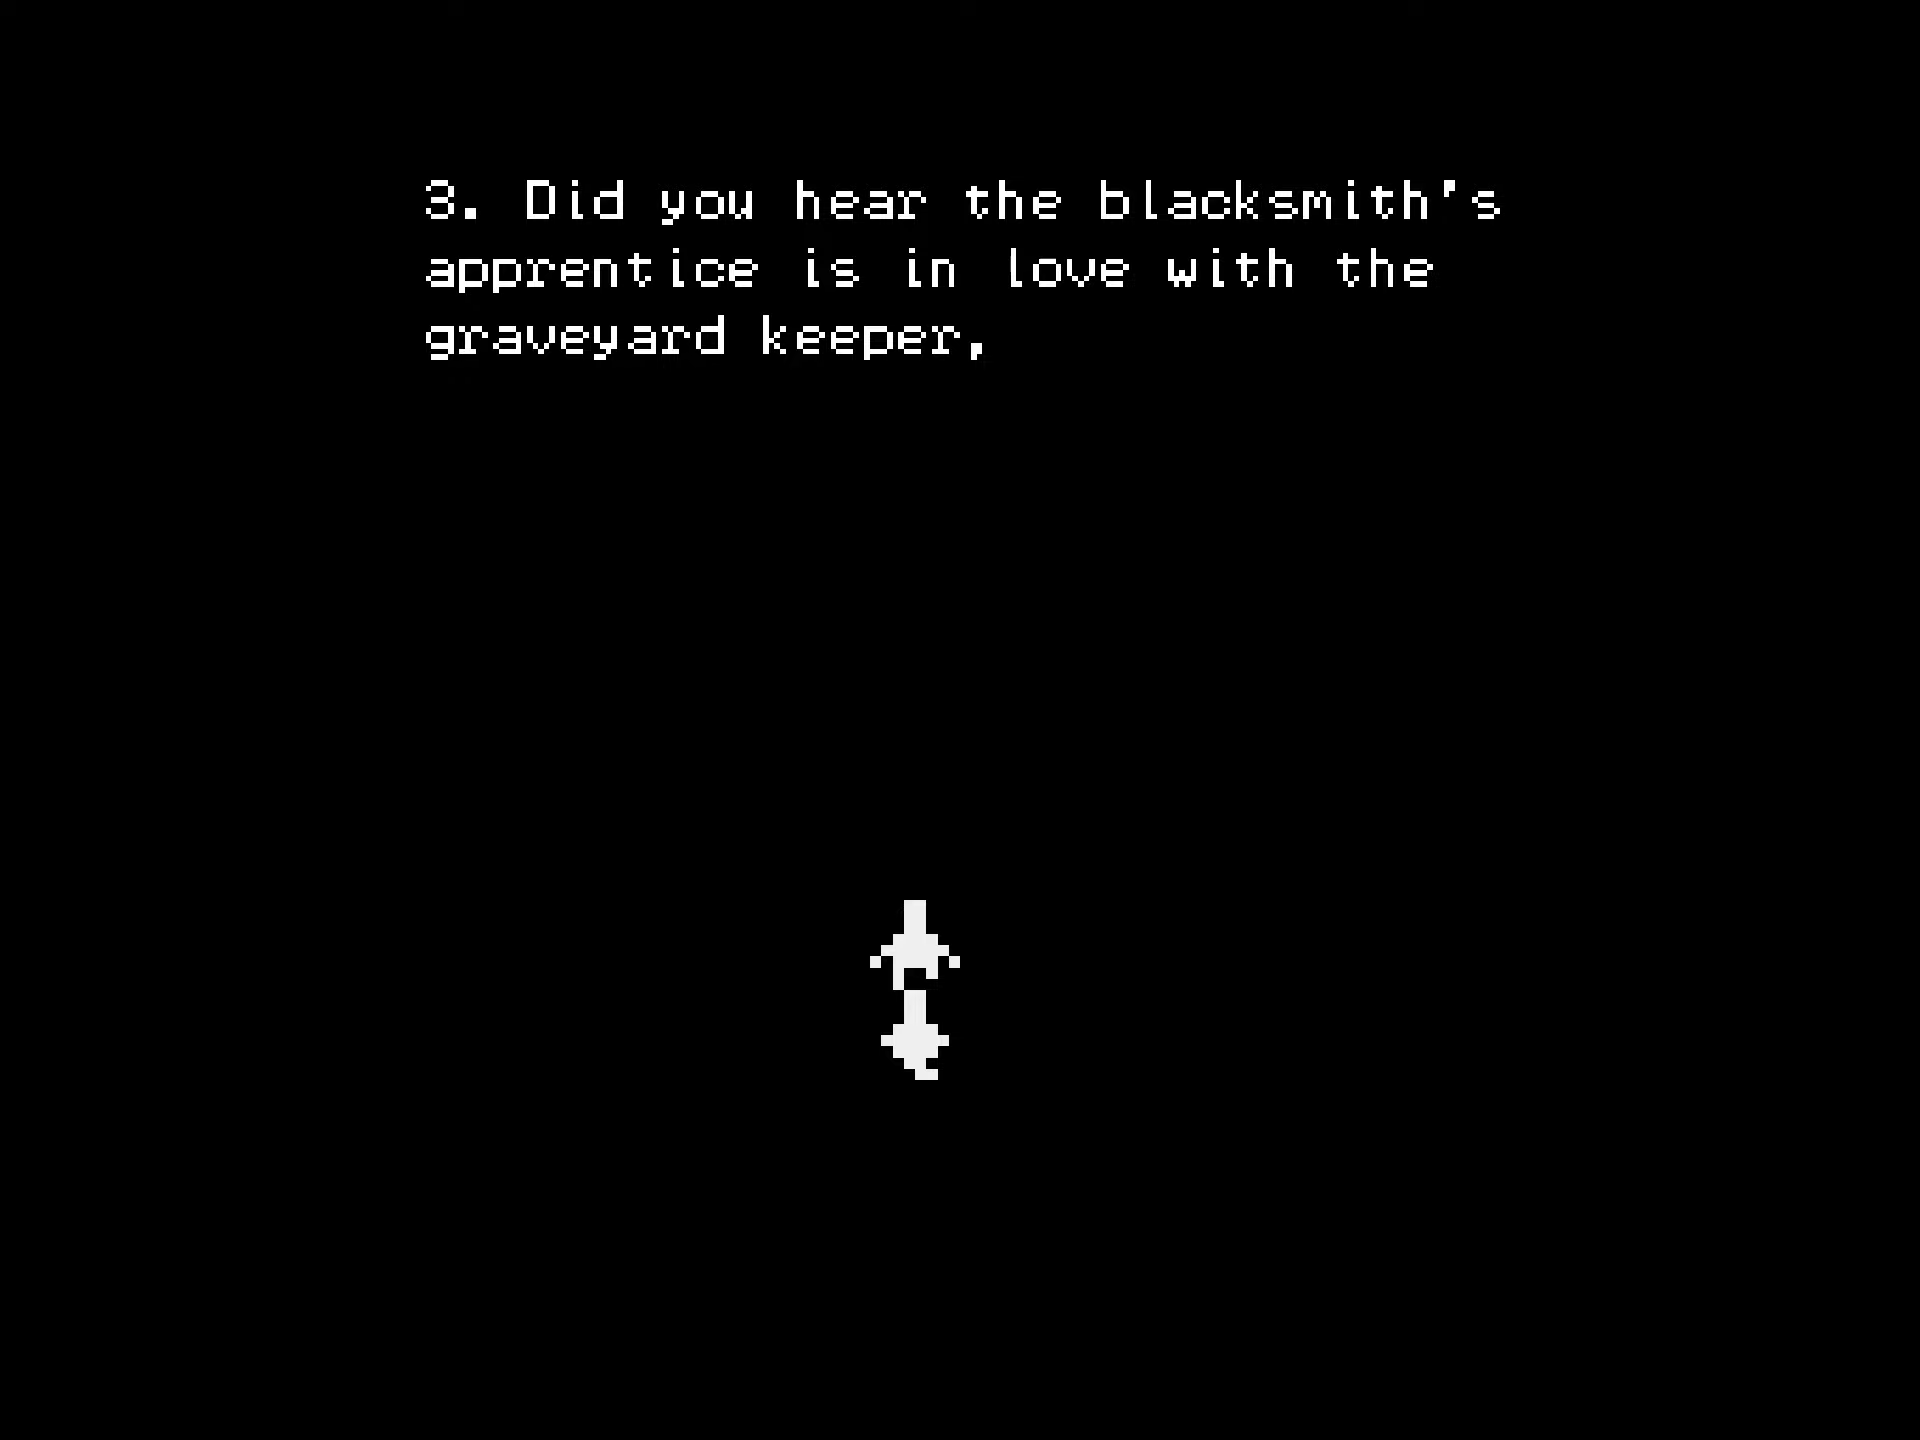 3. Did you hear the blacksmith's
apprentice is in love with the
graveyard keeper,